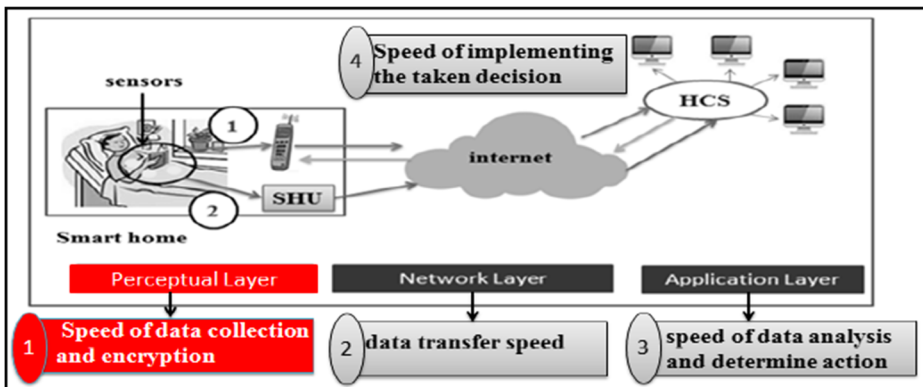 4
Speed of implementing
the taken decision
sensors
HCS
1
internet
2
SHU
Smart home
Perceptual Layer
Network Layer
Application Layer
1
Speed of data collection
and encryption
2
data transfer speed
3
speed of data analysis
and determine action